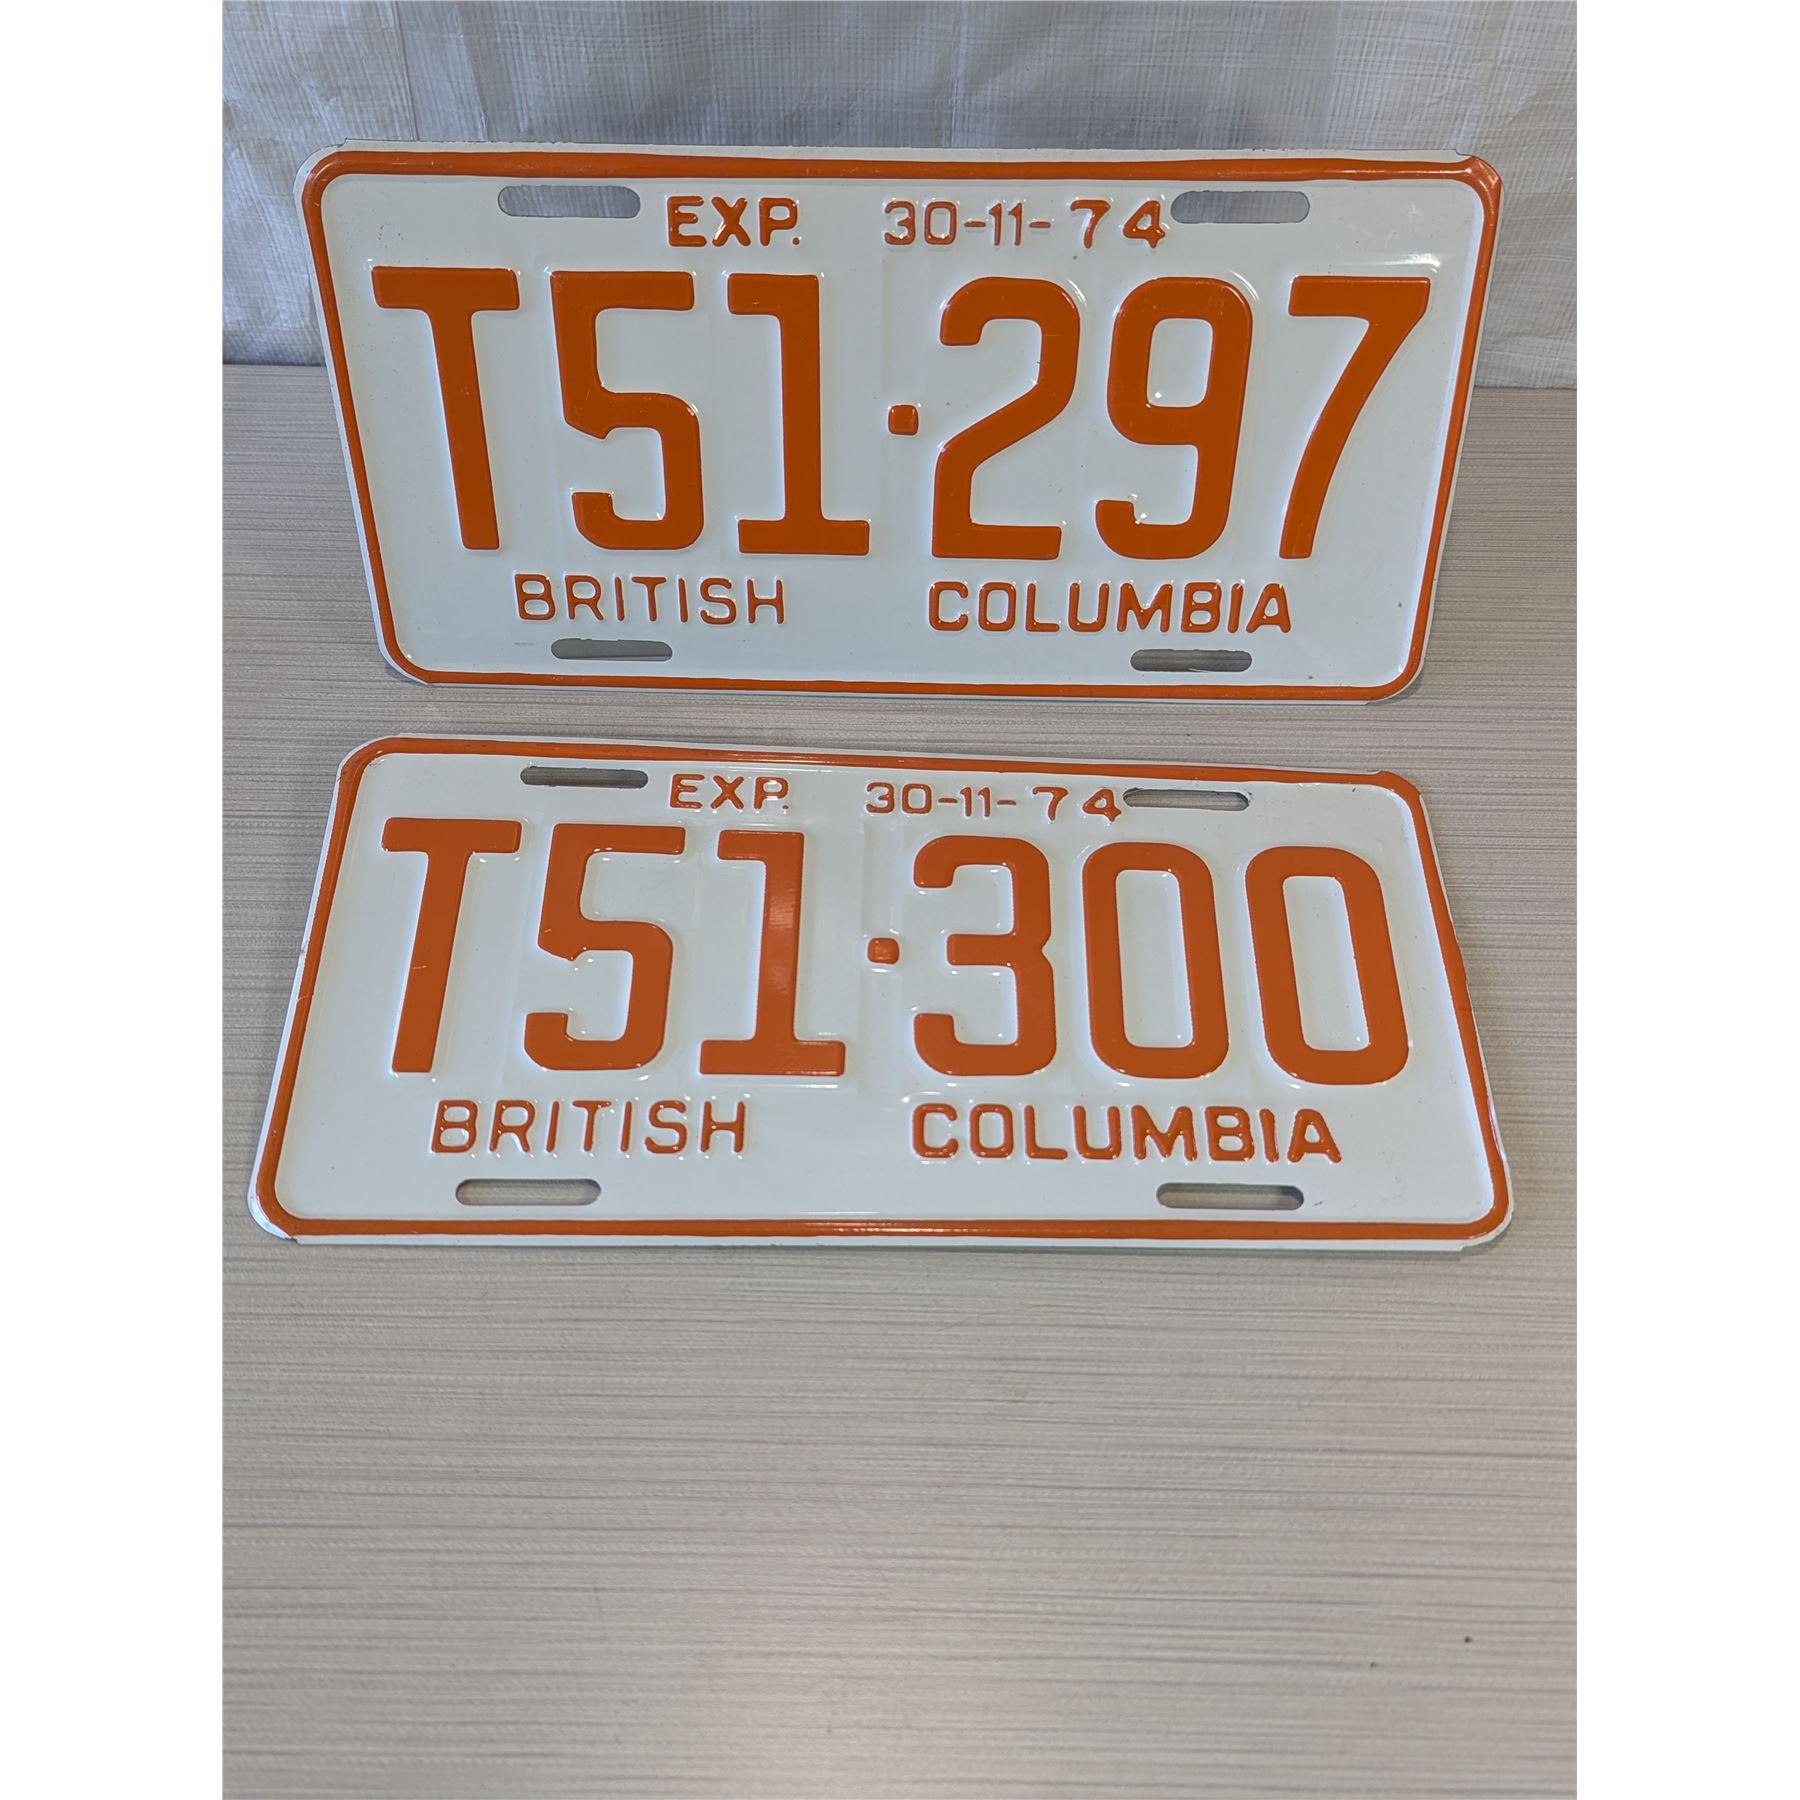 EXP. 30-11-74
T51·297
BRITISH COLUMBIA
EXP. 30-11-74
T51·300
BRITISH COLUMBIA